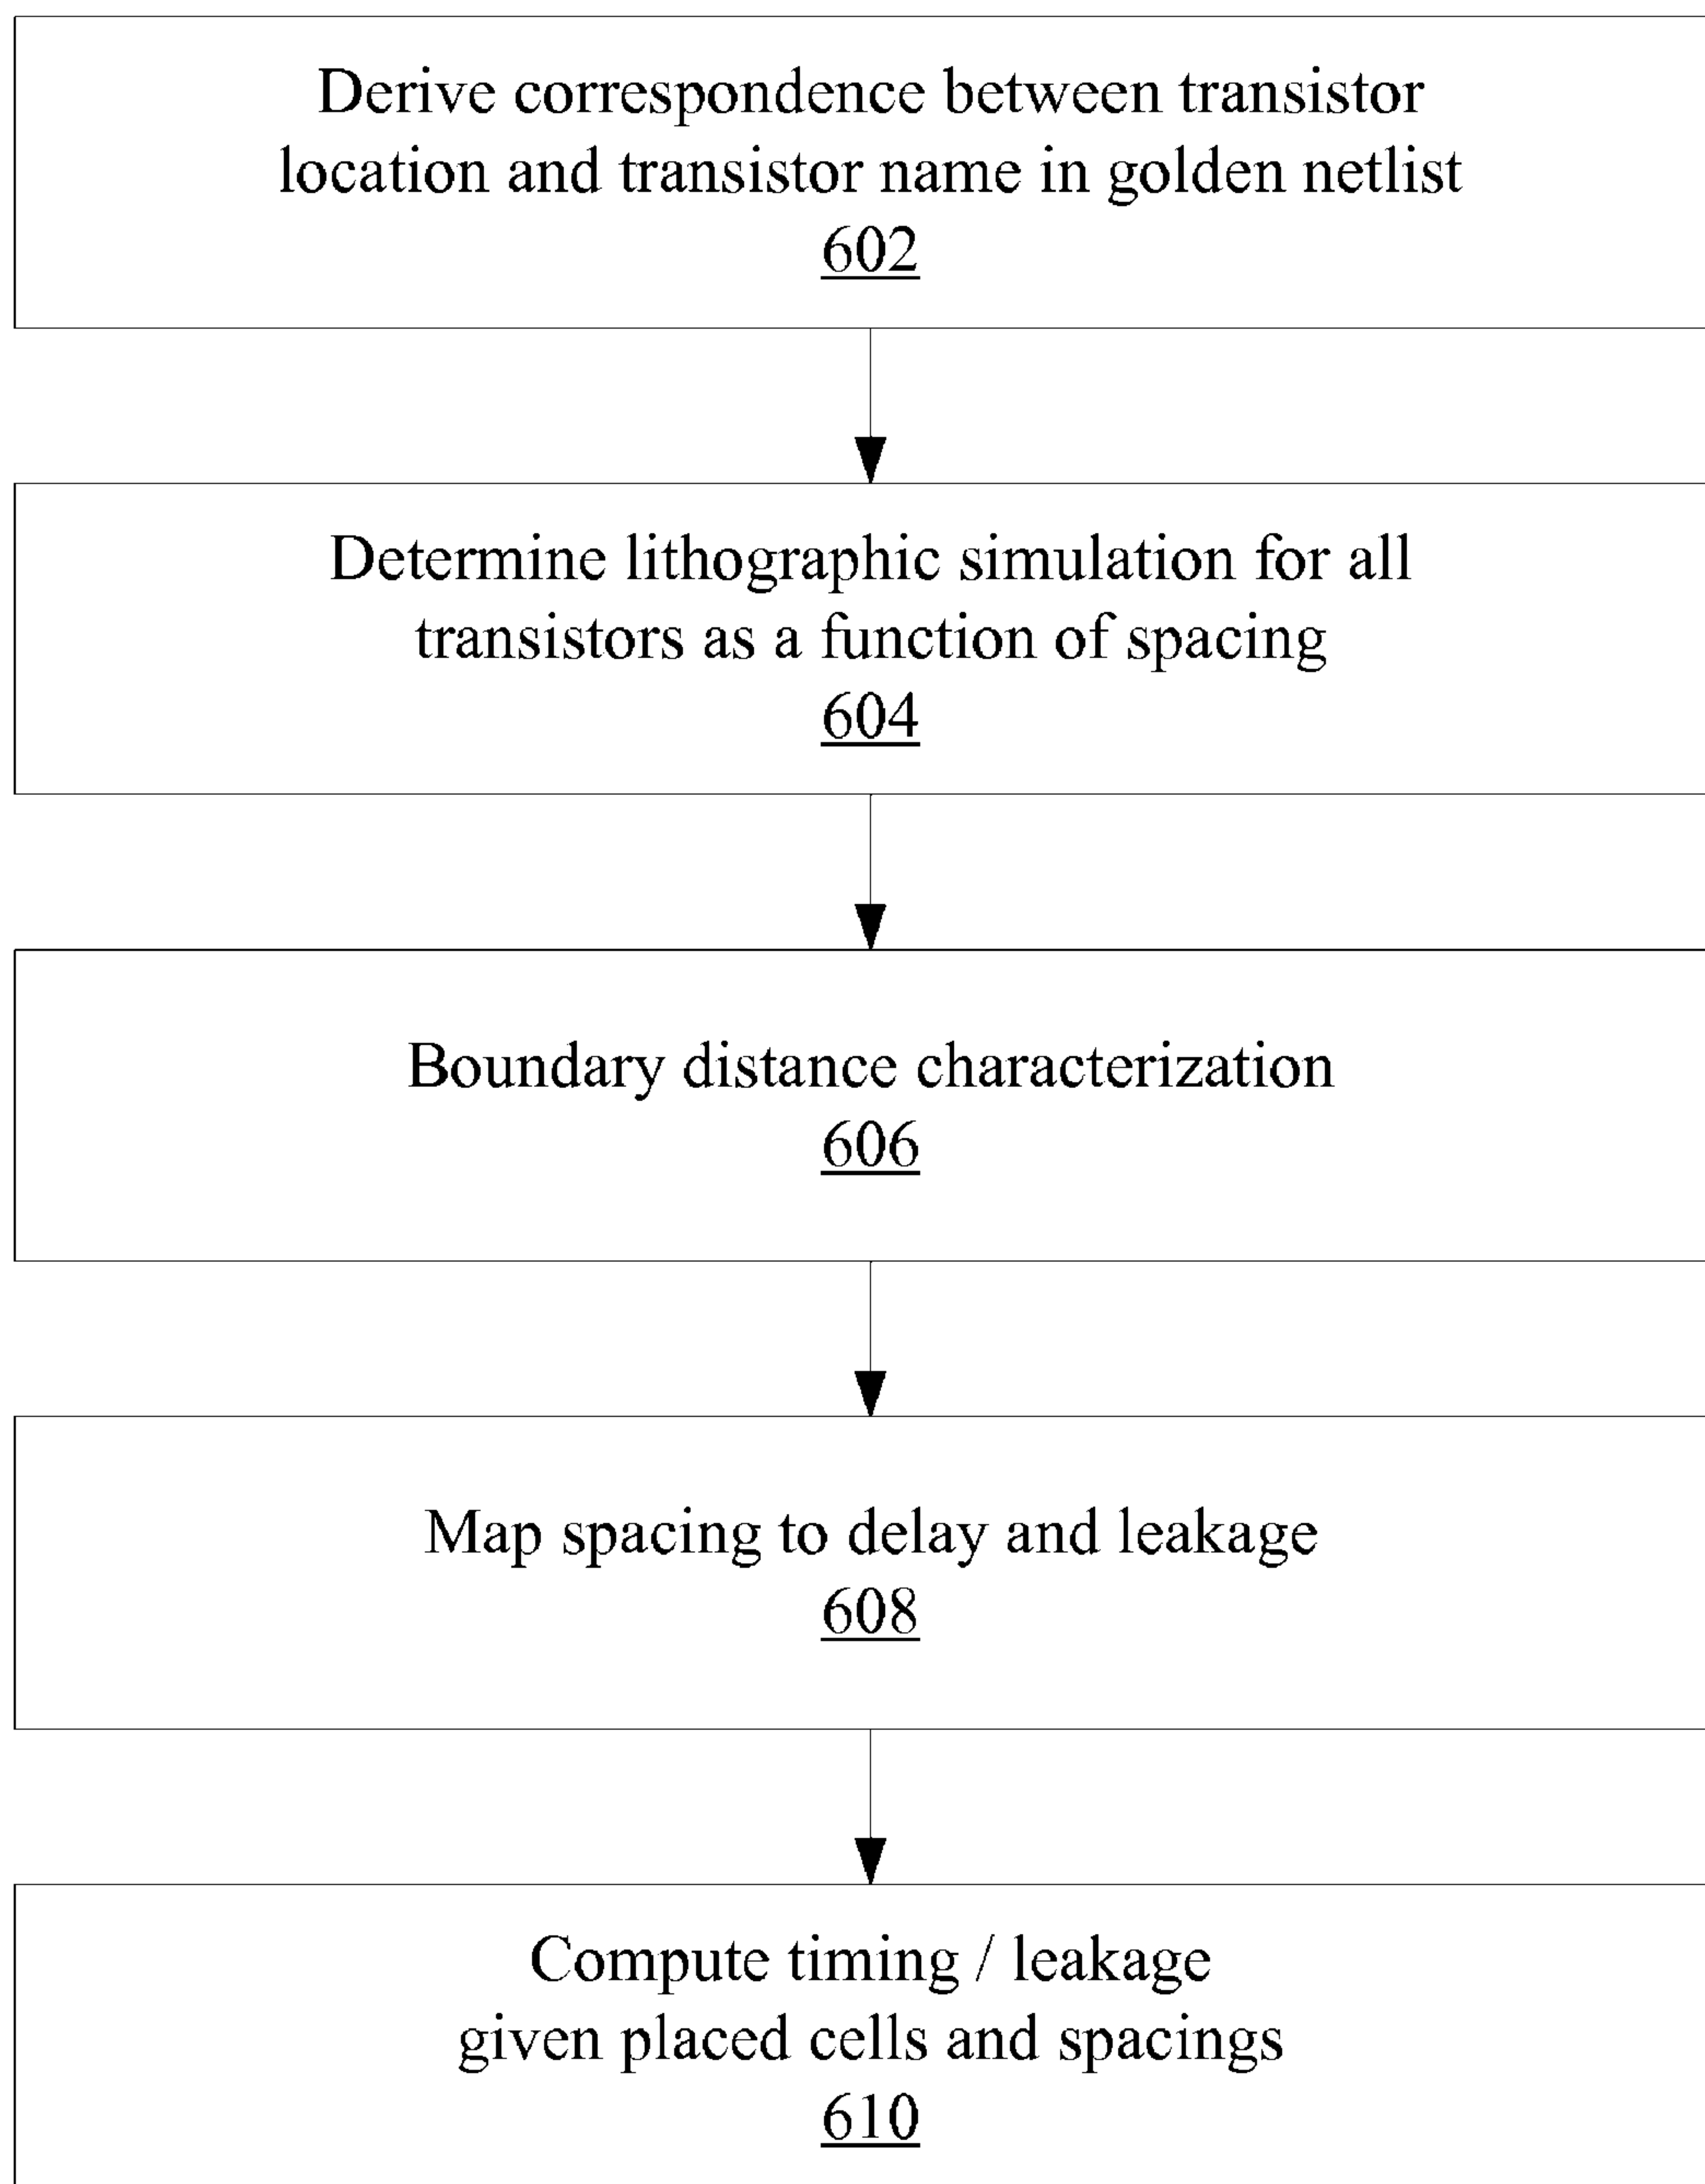 Derive correspondence between transistor
location and transistor name in golden netlist
602
Determine lithographic simulation for all
transistors as a function of spacing
604
Boundary distance characterization
606
Map spacing to delay and leakage
608
Compute timing / leakage
given placed cells and spacings
610